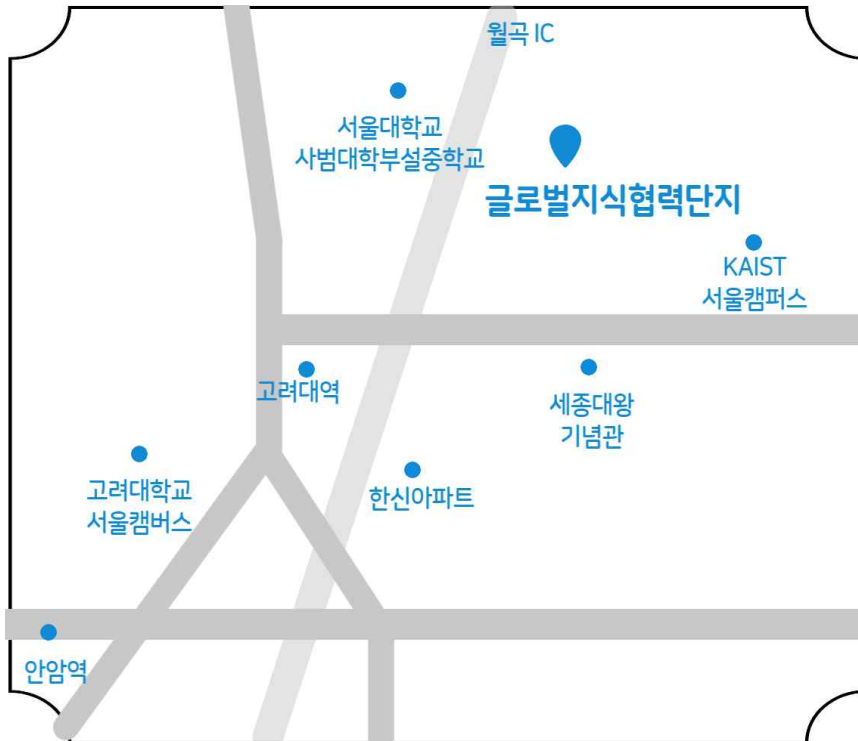 월곡 IC
서울대학교
사범대학부설중학교
글로벌지식협력단지
KAIST
서울캠퍼스
고려대역
세종대왕
기념관
고려대학교
서울캠버스
한신아파트
안암역